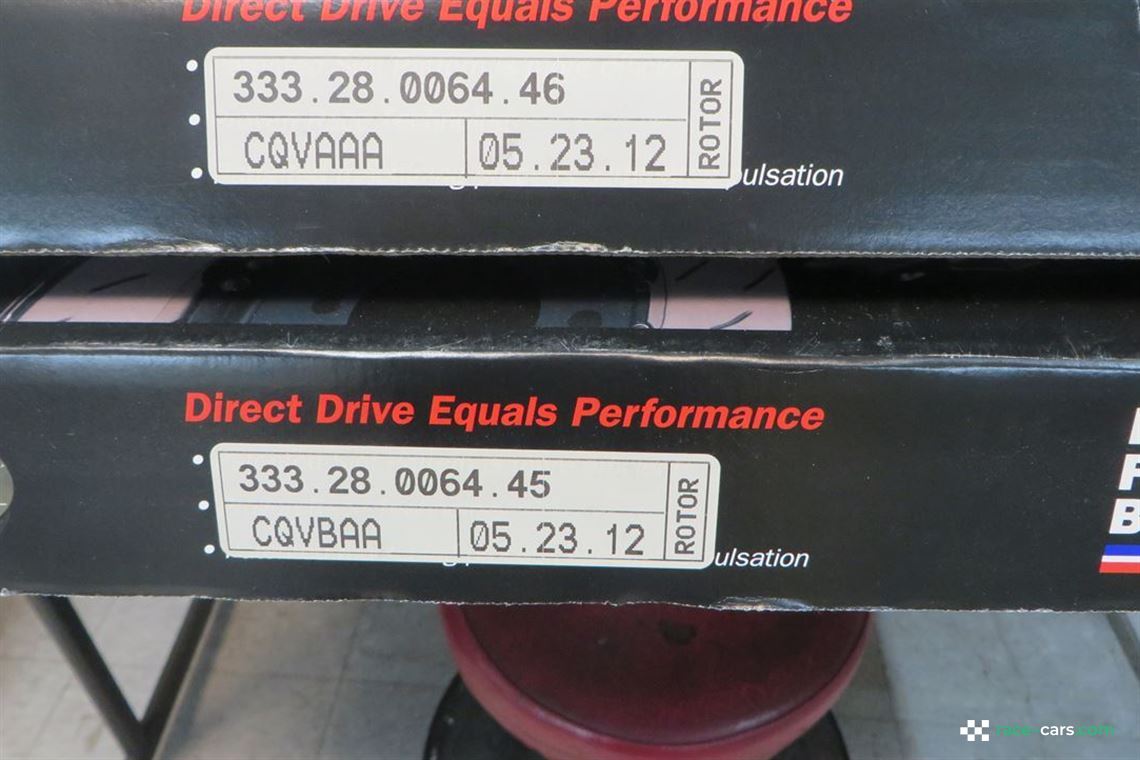 Direct Drive Equals Performance
333.28.0064.46
CQVAAA
05.23.12
ROTOR
ulsation
Direct Drive Equals Performance
333.28.0064.45
CQVBAA
05.23.12
ROTOR
ulsation
race-cars.com